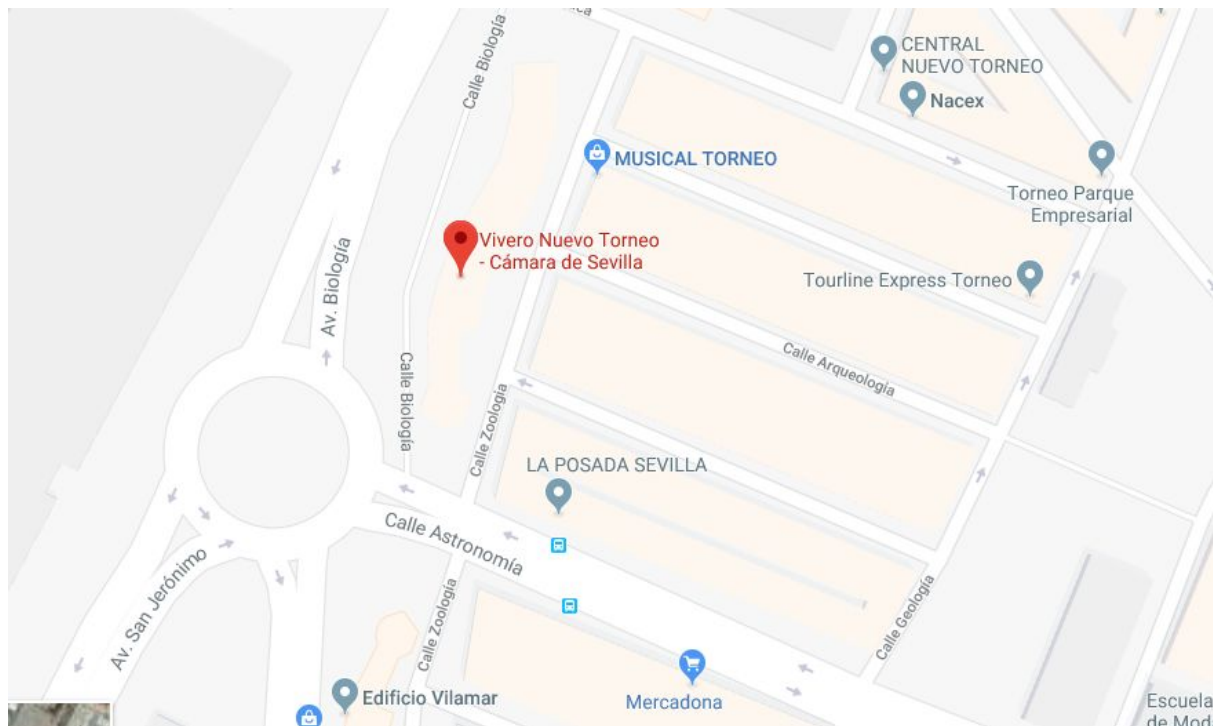 ica
Calle Biología
CENTRAL
NUEVO TORNEO
Nacex
MUSICAL TORNEO
Torneo Parque
Empresarial
Vivero Nuevo Torneo
- Cámara de Sevilla
Av. Biología
Tourline Express Torneo
Calle Arqueología
Calle Biología
Calle Zoología
LA POSADA SEVILLA
Calle Astronomía
Av. San Jerónimo
Calle Zoología
Calle Geología
Edificio Vilamar
Mercadona
Escuela
de Mod